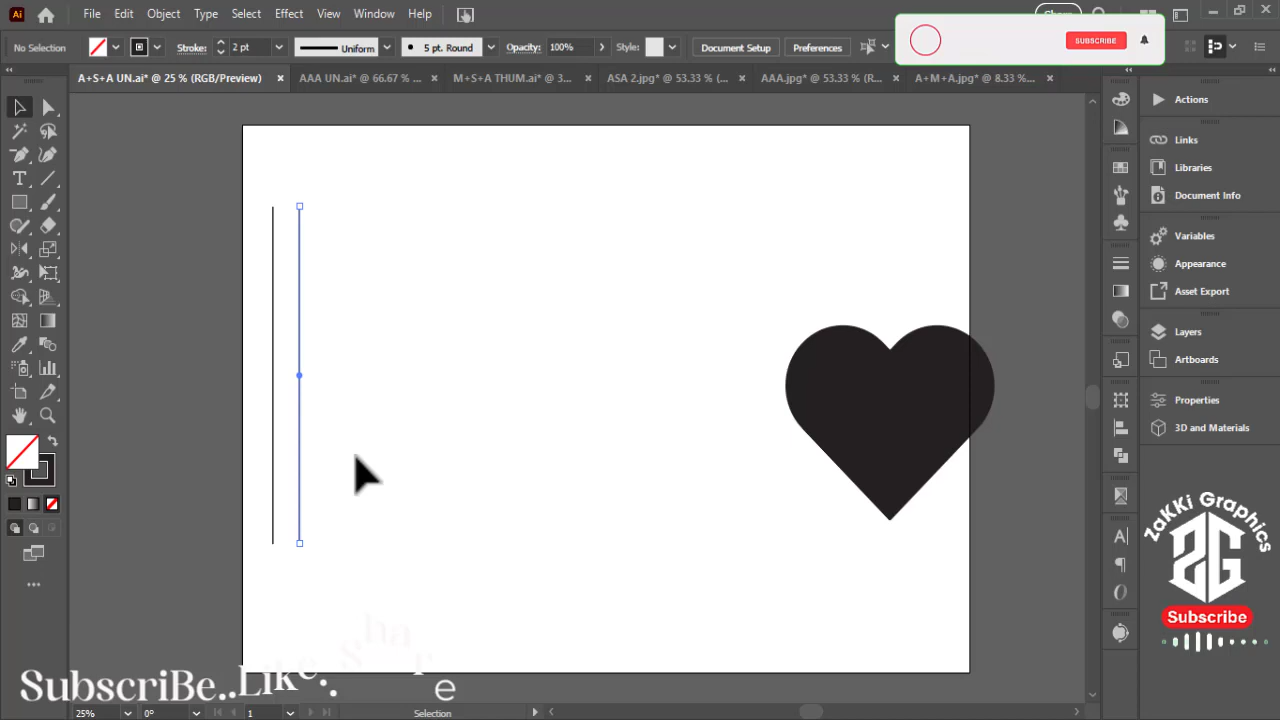 File Edit Object Type Select Effect View Window Help
SUBSCRIBE
No Selection Stroke: 2 pt Uniform 5 pt. Round Opacity: 100% Style: Document Setup Preferences
A+S+A UN.ai* @ 25 % (RGB/Preview) AAA UN.ai* @ 66.67 % ... M+S+A THUM.ai* @ 3... ASA 2.jpg* @ 53.33 % (... AAA.jpg* @ 53.33 % (R... A+M+A.jpg* @ 8.33 %...
Actions
Links
Libraries
Document Info
Variables
Appearance
Asset Export
Layers
Artboards
Properties
3D and Materials
ZaKKi Graphics
ZG
Subscribe
SubscriBe..Like..Share
25% 0° 1 Selection